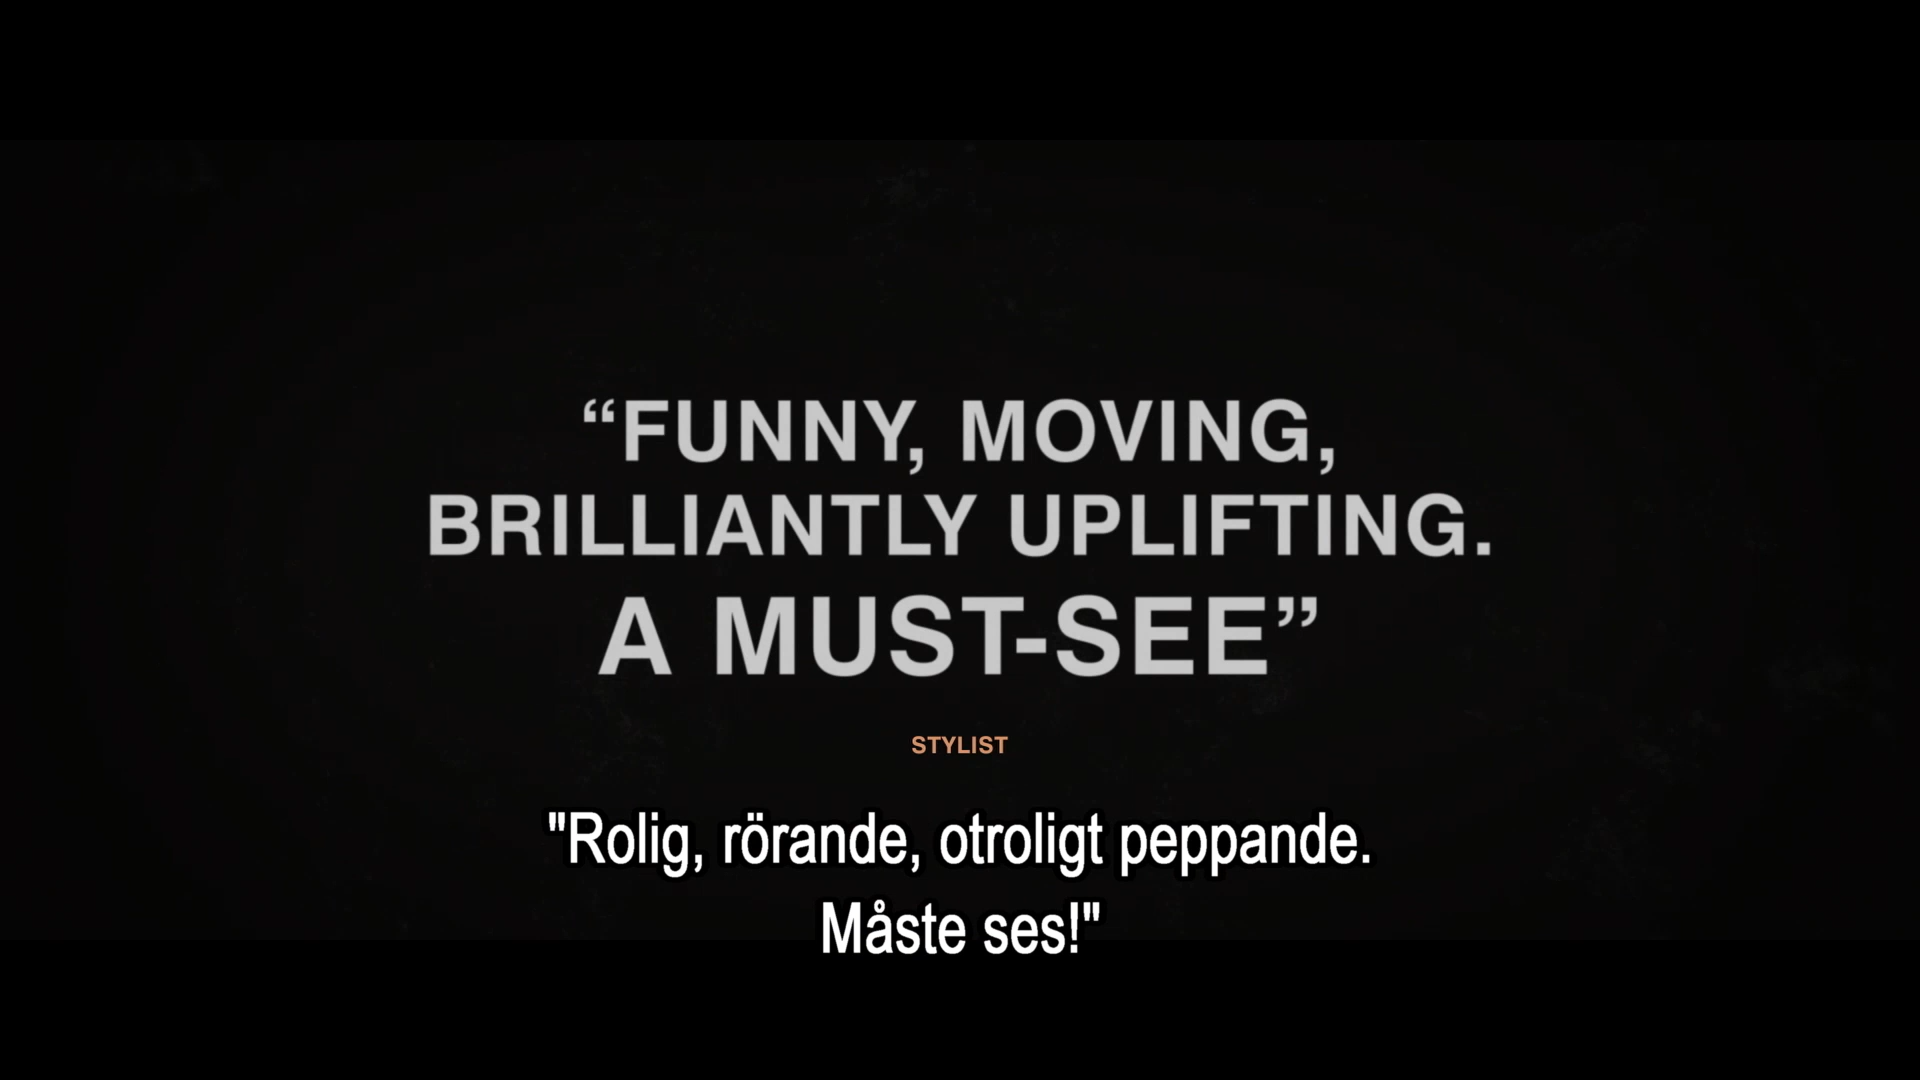 “FUNNY, MOVING,
BRILLIANTLY UPLIFTING.
A MUST-SEE”
STYLIST
"Rolig, rörande, otroligt peppande.
Måste ses!"